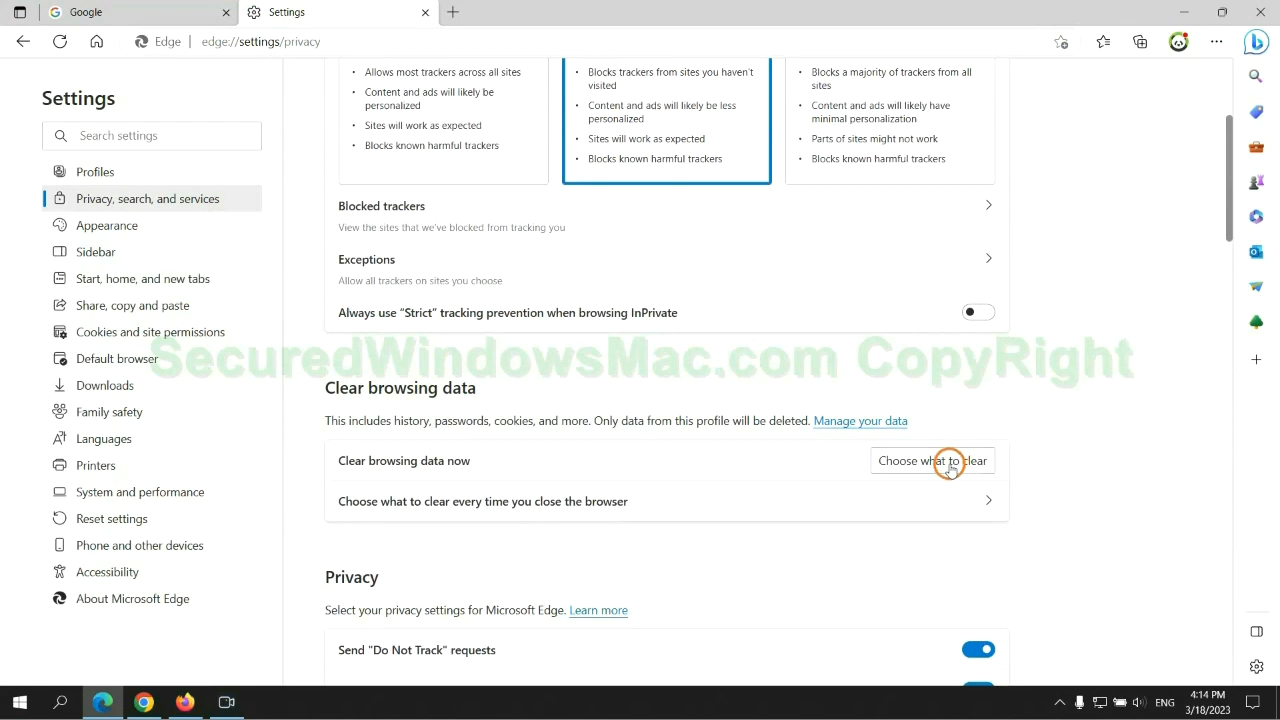 Google
Settings
Edge
edge://settings/privacy
Settings
Search settings
Profiles
Privacy, search, and services
Appearance
Sidebar
Start, home, and new tabs
Share, copy and paste
Cookies and site permissions
Default browser
Downloads
Family safety
Languages
Printers
System and performance
Reset settings
Phone and other devices
Accessibility
About Microsoft Edge
• Allows most trackers across all sites
• Content and ads will likely be
personalized
• Sites will work as expected
• Blocks known harmful trackers
• Blocks trackers from sites you haven't
visited
• Content and ads will likely be less
personalized
• Sites will work as expected
• Blocks known harmful trackers
• Blocks a majority of trackers from all
sites
• Content and ads will likely have
minimal personalization
• Parts of sites might not work
• Blocks known harmful trackers
Blocked trackers
View the sites that we've blocked from tracking you
Exceptions
Allow all trackers on sites you choose
Always use “Strict” tracking prevention when browsing InPrivate
SecuredWindowsMac.com CopyRight
Clear browsing data
This includes history, passwords, cookies, and more. Only data from this profile will be deleted. Manage your data
Clear browsing data now
Choose what to clear
Choose what to clear every time you close the browser
Privacy
Select your privacy settings for Microsoft Edge. Learn more
Send "Do Not Track" requests
ENG
4:14 PM
3/18/2023